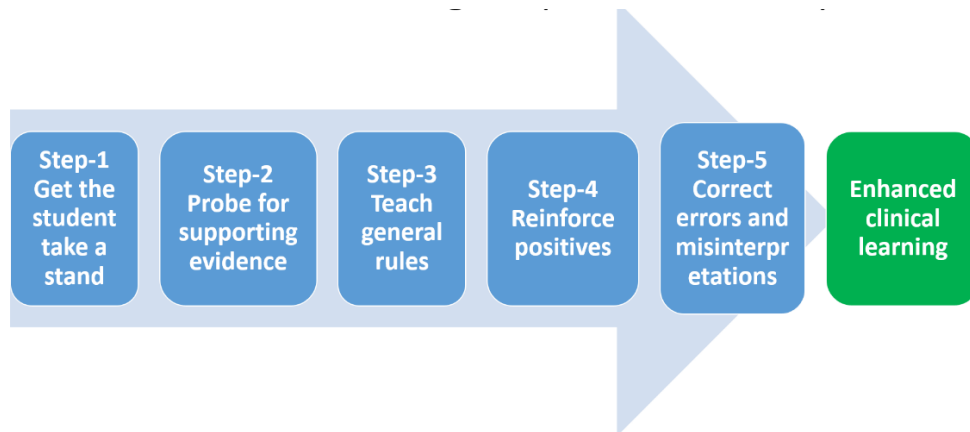 Step-1
Get the
student
take a
stand
Step-2
Probe for
supporting
evidence
Step-3
Teach
general
rules
Step-4
Reinforce
positives
Step-5
Correct
errors and
misinterpr
etations
Enhanced
clinical
learning